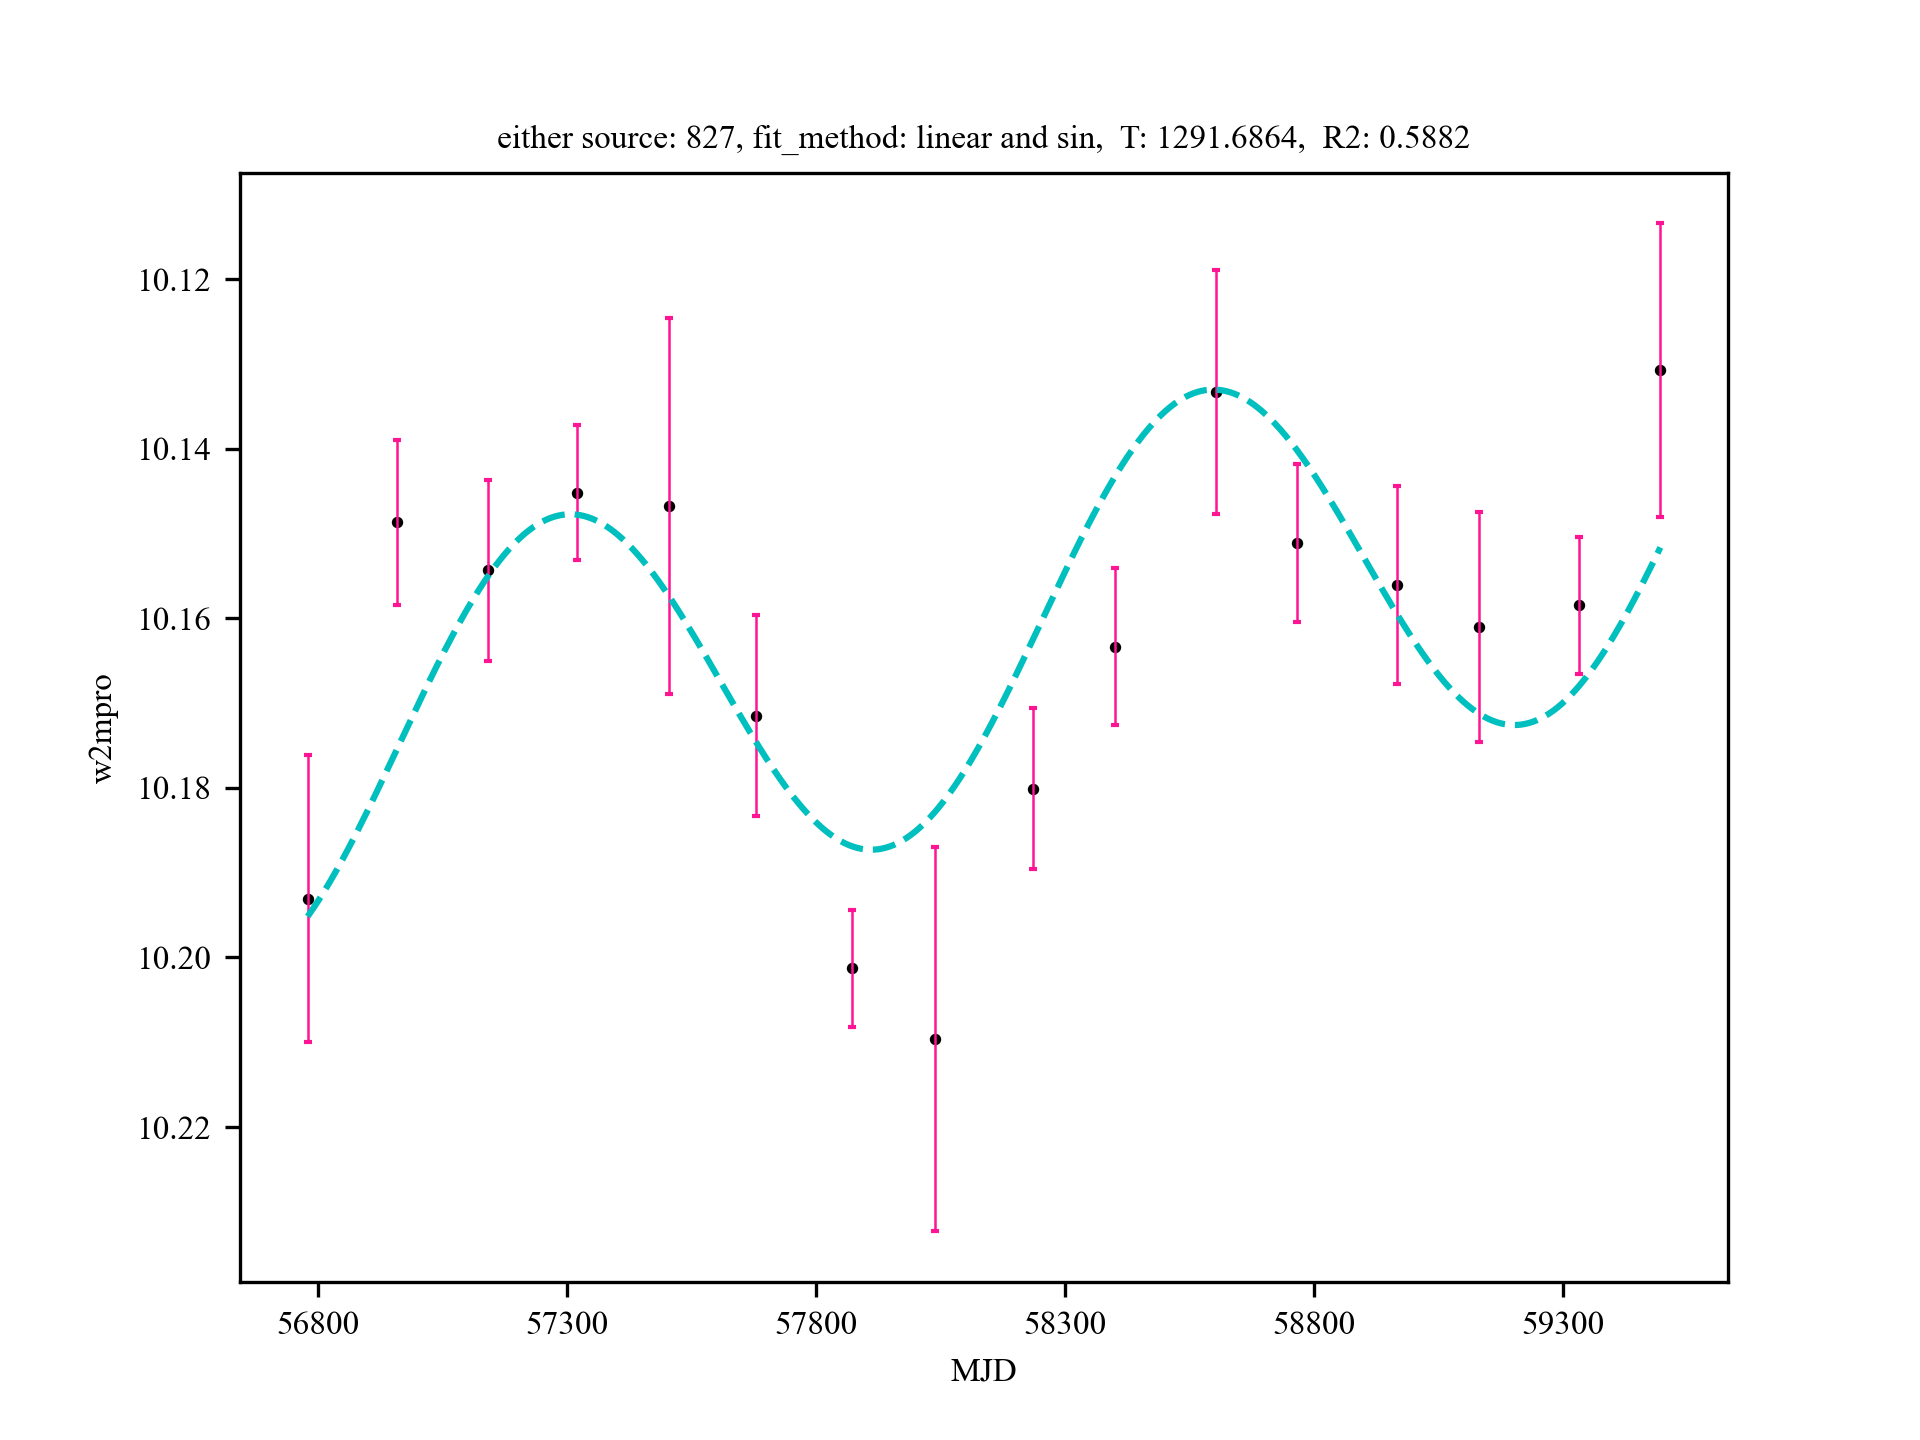 either source: 827, fit_method: linear and sin,  T: 1291.6864,  R2: 0.5882
10.12
10.14
10.16
10.18
10.20
10.22
w2mpro
56800 57300 57800 58300 58800 59300
MJD